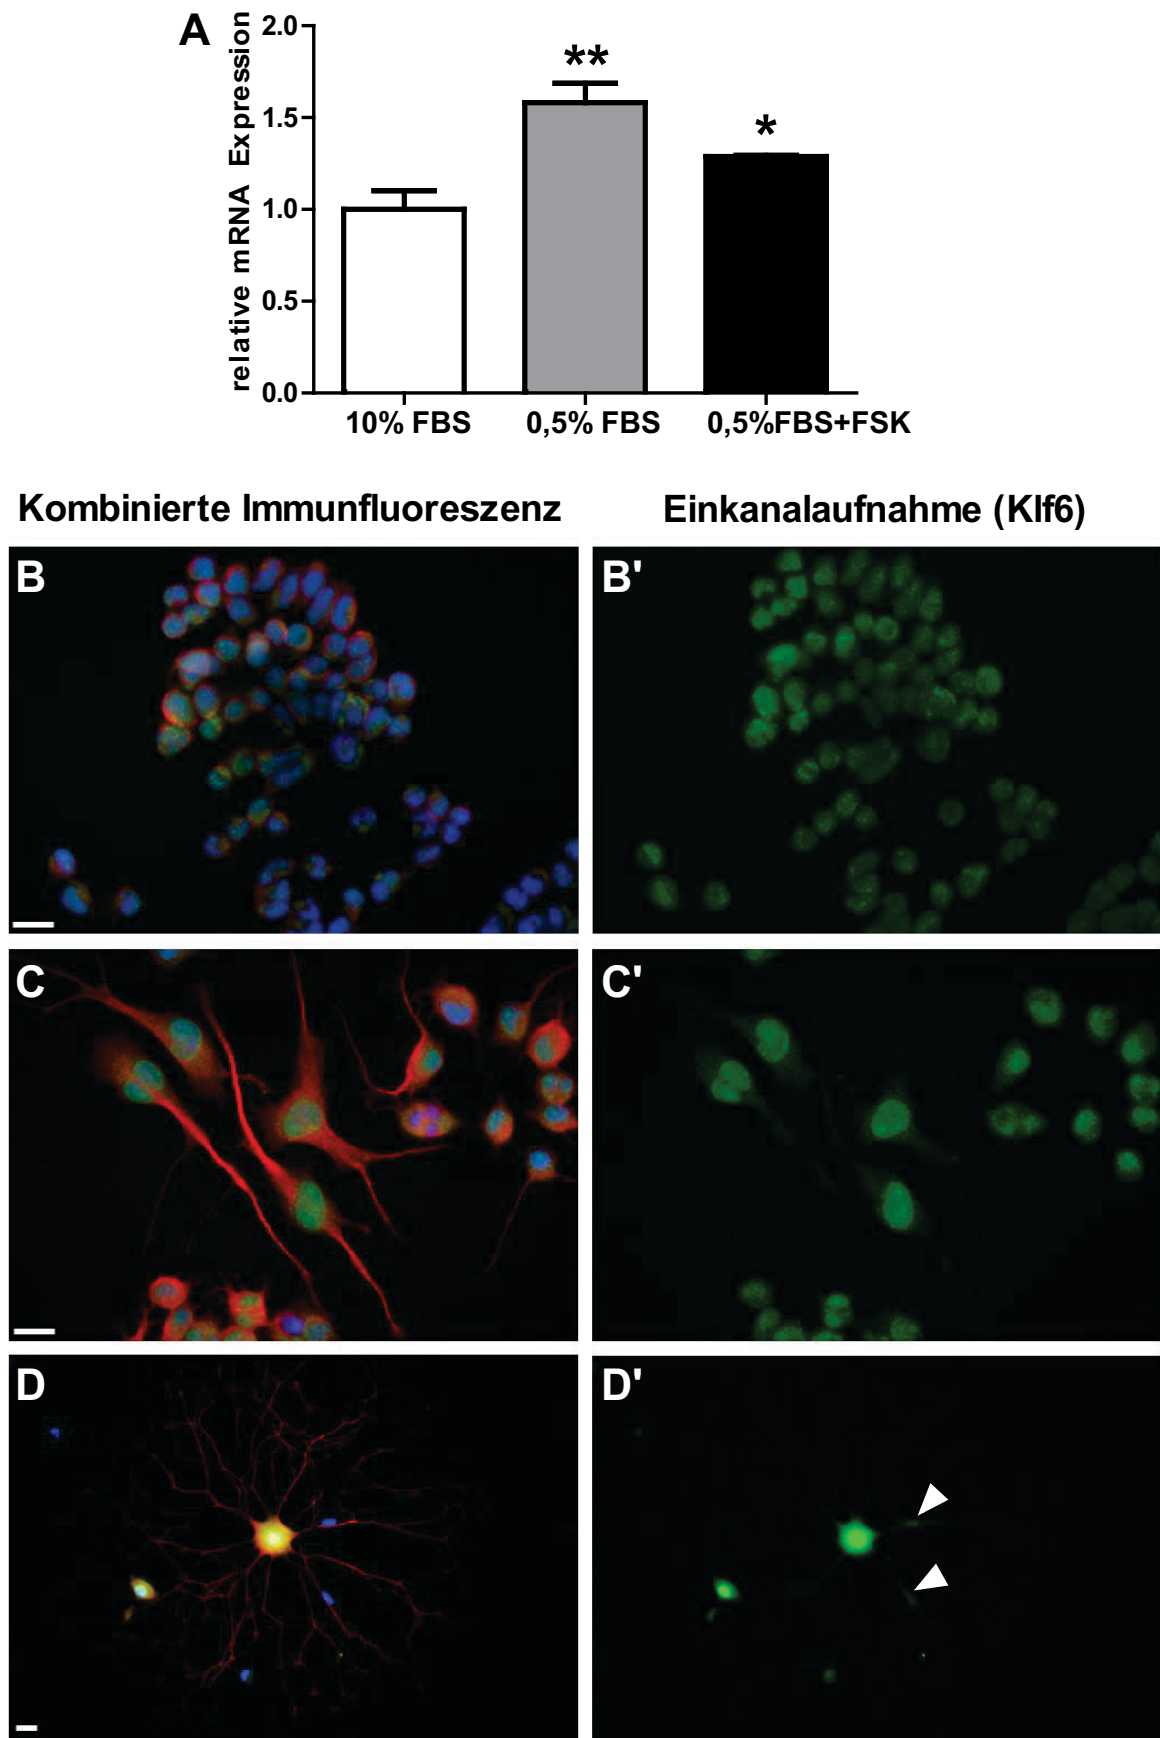 A
relative mRNA Expression
2.0
1.5
1.0
0.5
0.0
**
*
10% FBS
0,5% FBS
0,5%FBS+FSK
Kombinierte Immunfluoreszenz
Einkanalaufnahme (Klf6)
B
B'
C
C'
D
D'